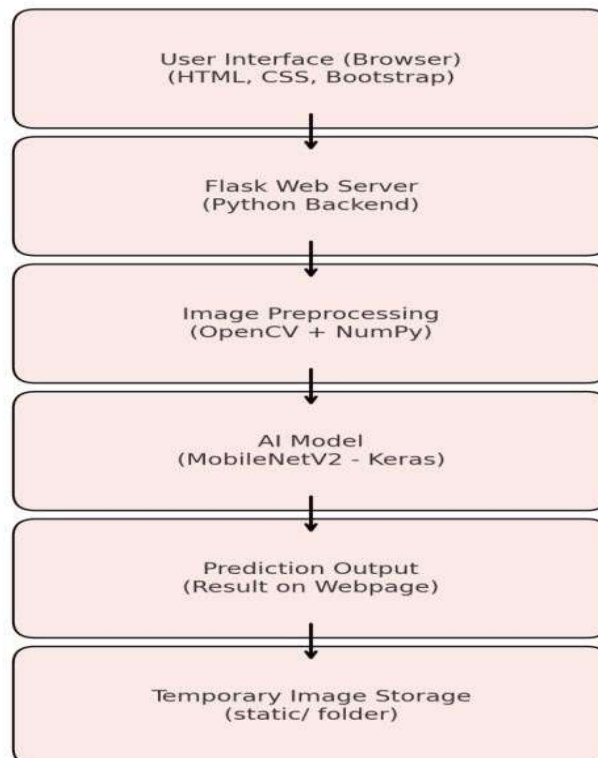 User Interface (Browser)
(HTML, CSS, Bootstrap)
Flask Web Server
(Python Backend)
Image Preprocessing
(OpenCV + NumPy)
AI Model
(MobileNetV2 - Keras)
Prediction Output
(Result on Webpage)
Temporary Image Storage
(static/ folder)